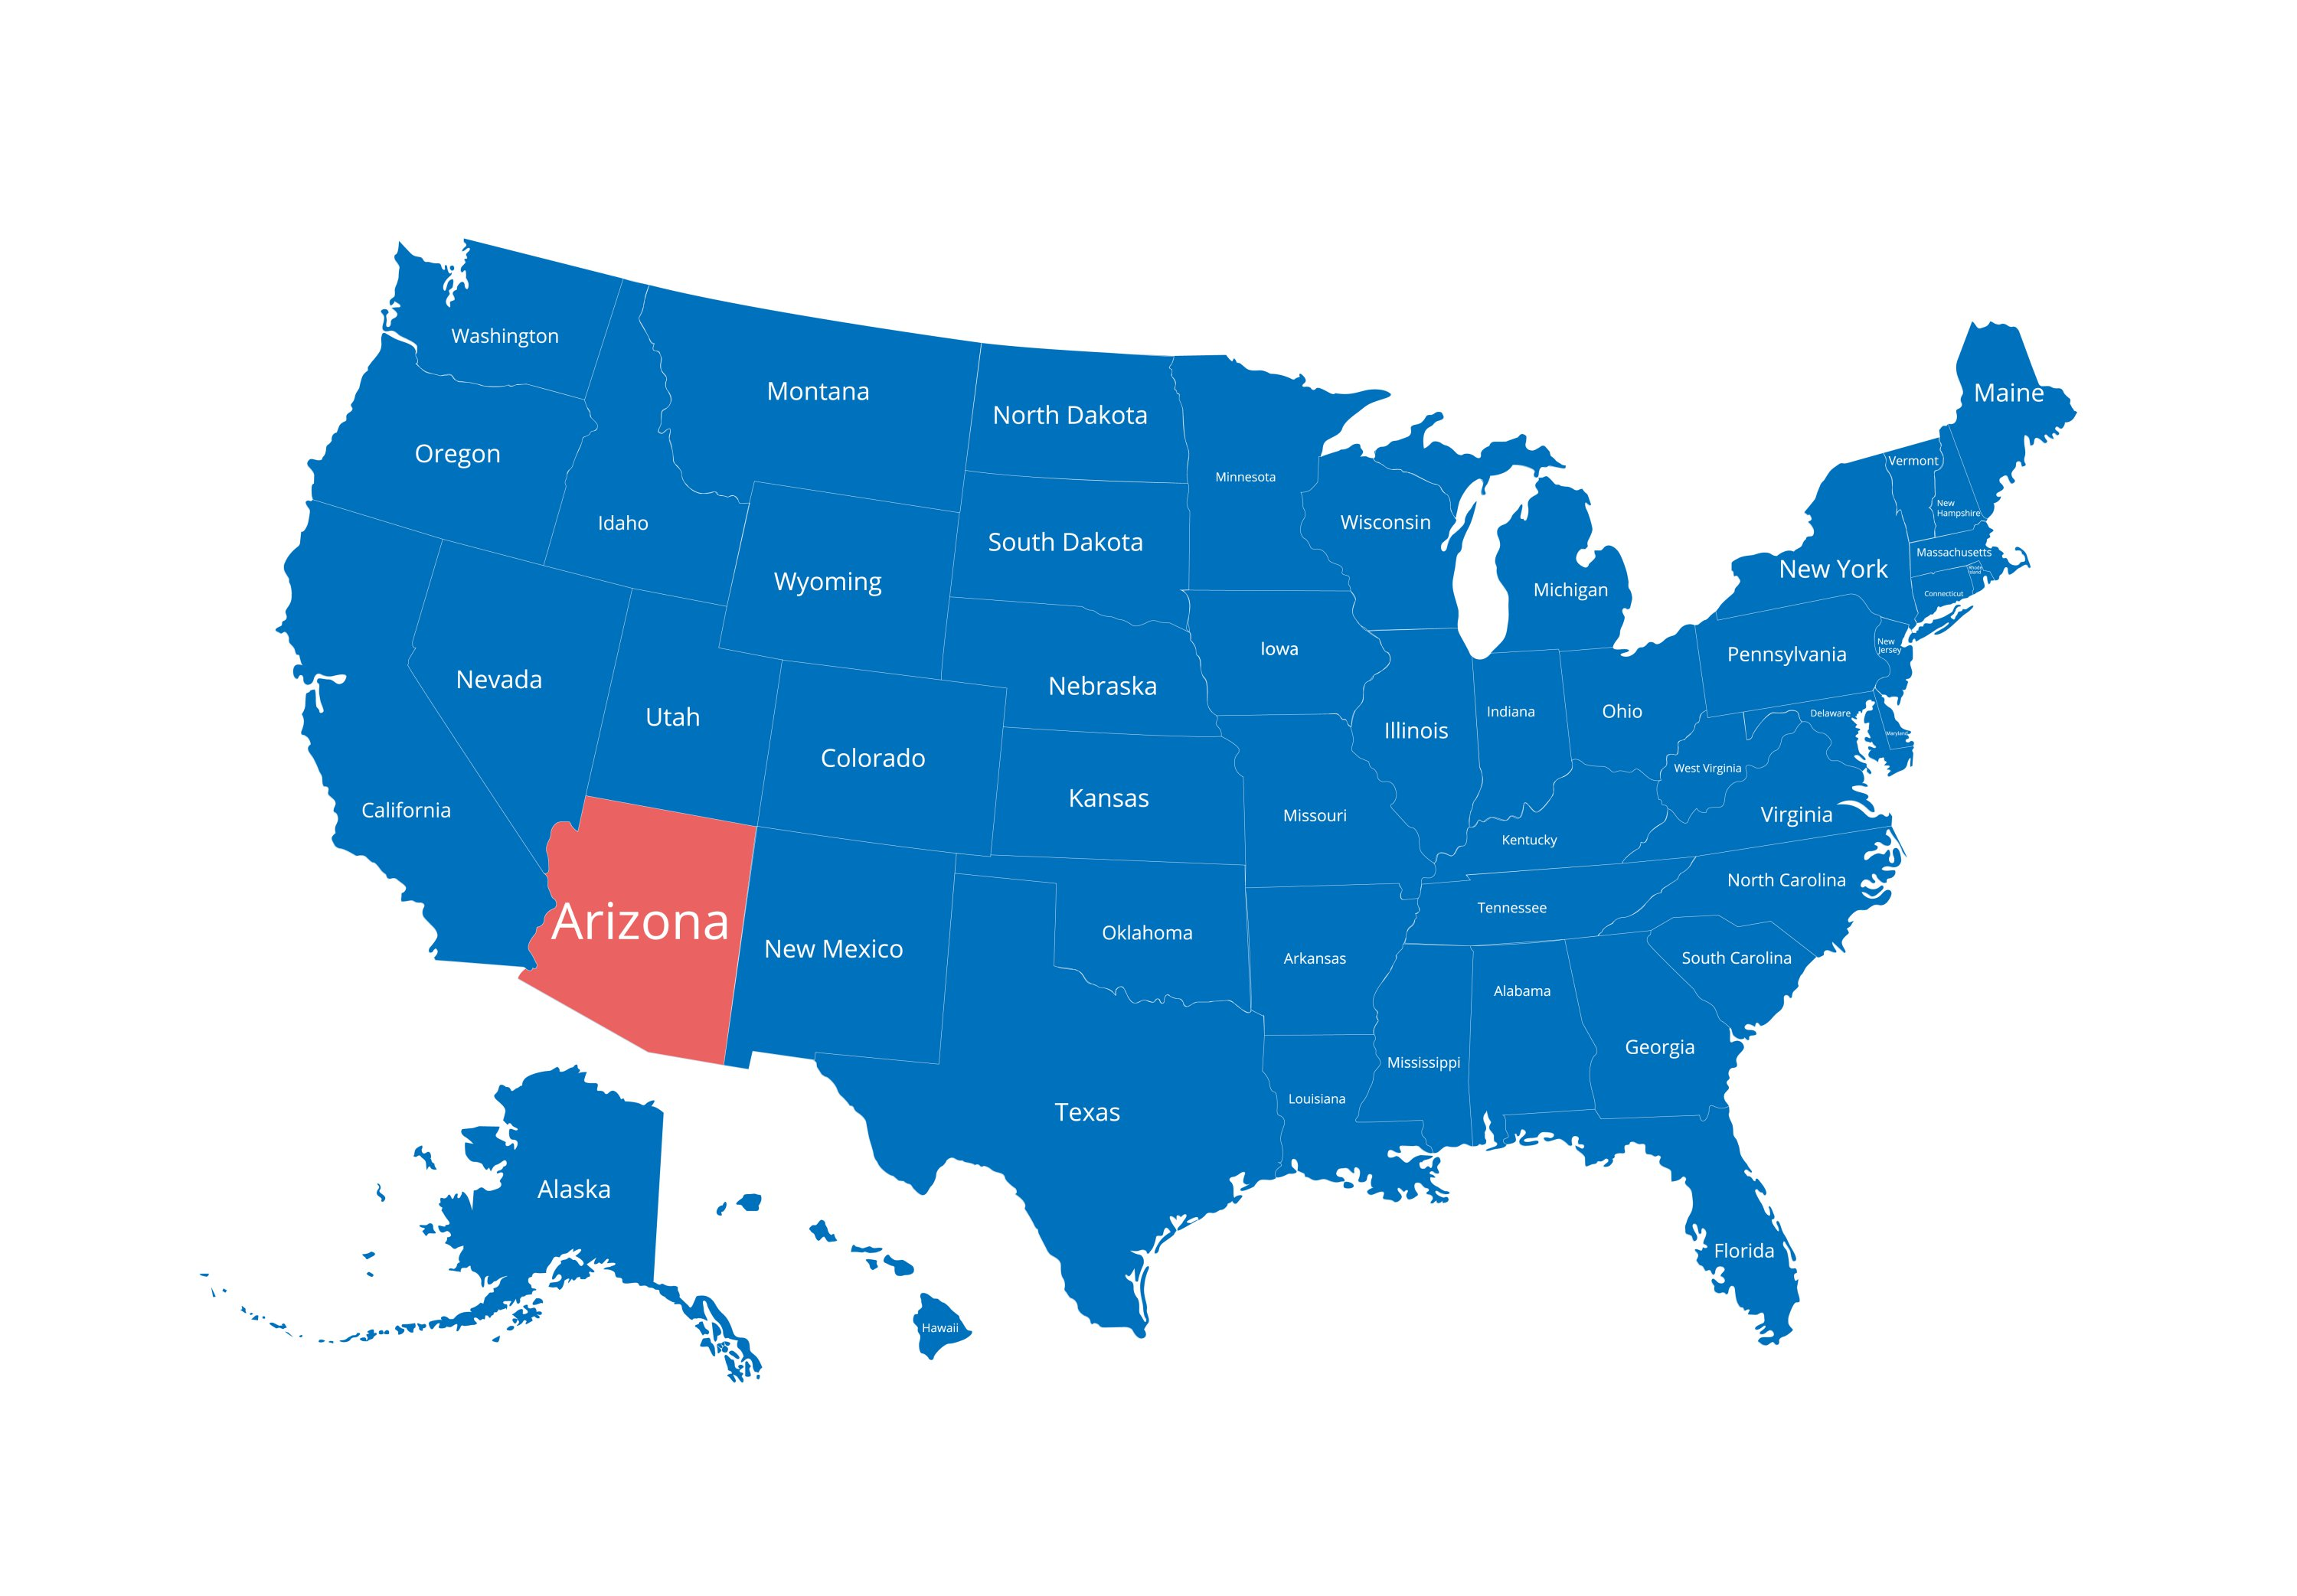 Washington
Montana
Maine
North Dakota
Oregon
Vermont
Minnesota
New
Hampshire
Wisconsin
Idaho
South Dakota
Massachusetts
New York
Rhode
Island
Wyoming
Michigan
Connecticut
New
Jersey
Iowa
Pennsylvania
Nevada
Nebraska
Utah
Indiana
Ohio
Delaware
Illinois
Maryland
Colorado
West Virginia
Kansas
California
Missouri
Virginia
Kentucky
North Carolina
Tennessee
Arizona
Oklahoma
New Mexico
Arkansas
South Carolina
Alabama
Georgia
Mississippi
Louisiana
Texas
Alaska
Florida
Hawaii